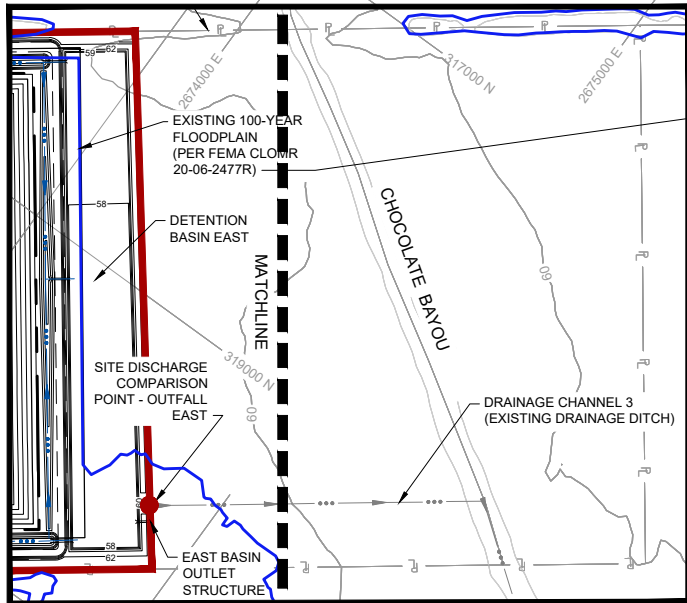 62
59
2674000 E
317000 N
2675000 E
EXISTING 100-YEAR
FLOODPLAIN
(PER FEMA CLOMR
20-06-2477R)
58
DETENTION
BASIN EAST
MATCHLINE
CHOCOLATE BAYOU
60
SITE DISCHARGE
COMPARISON
POINT - OUTFALL
EAST
319000 N
60
DRAINAGE CHANNEL 3
(EXISTING DRAINAGE DITCH)
60
58
62
EAST BASIN
OUTLET
STRUCTURE